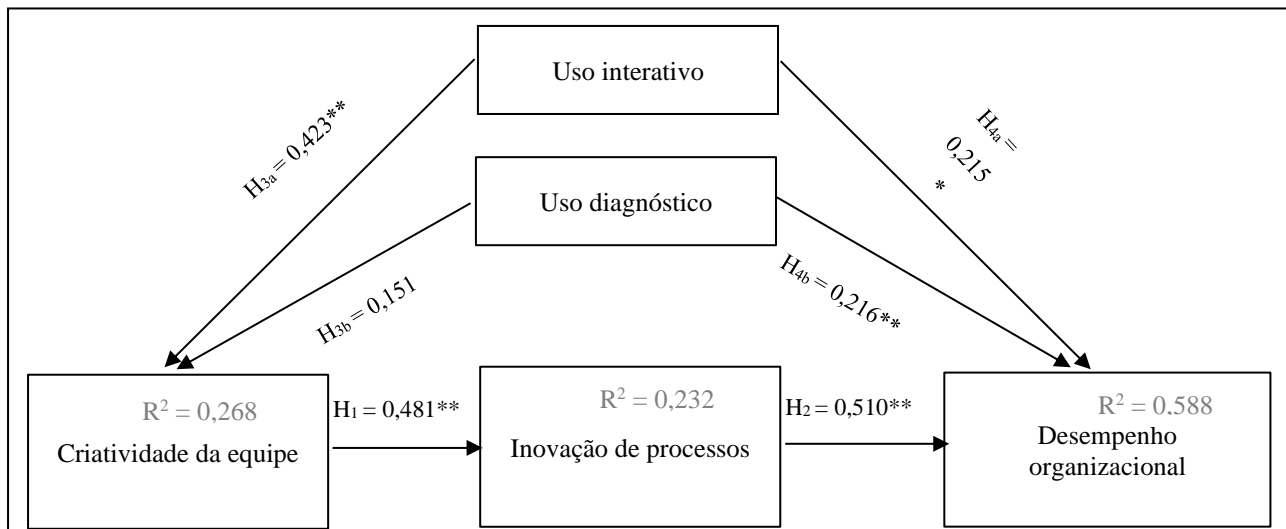 Uso interativo
H3a = 0,423**
H4a =
0,215
*
Uso diagnóstico
H3b = 0,151
H4b = 0,216**
R² = 0,268
Criatividade da equipe
H1 = 0,481**
R² = 0,232
Inovação de processos
H2 = 0,510**
R² = 0,588
Desempenho
organizacional